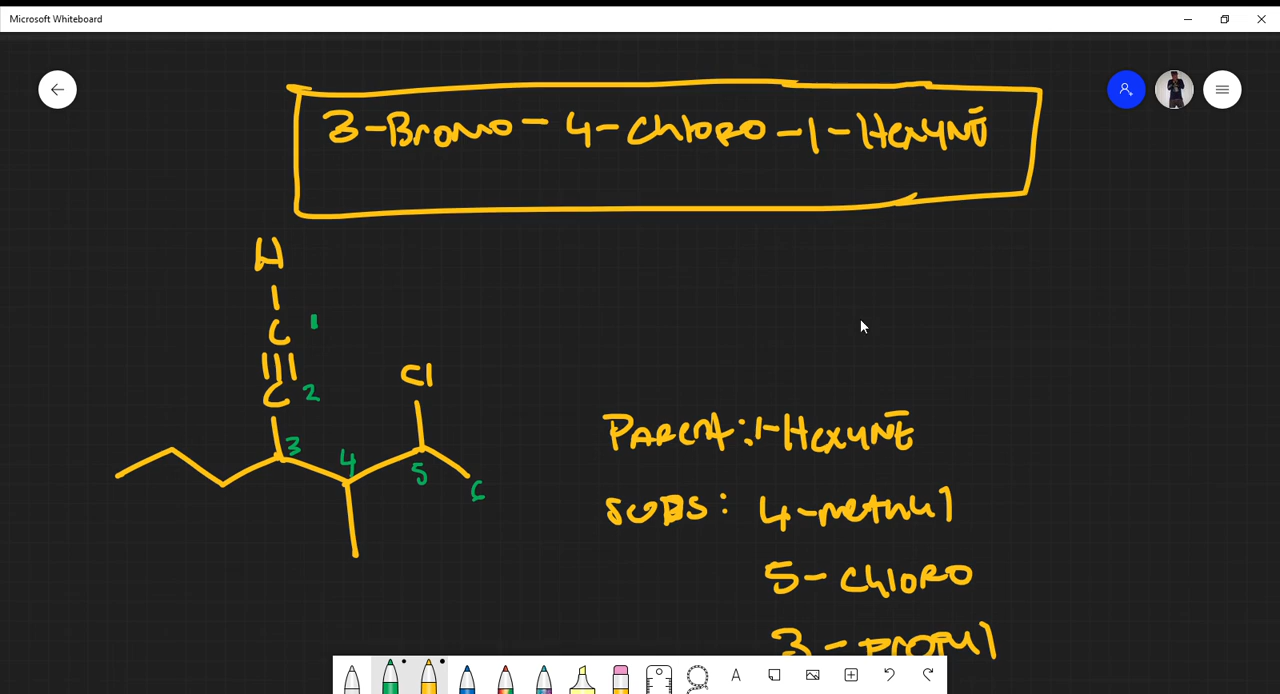 Microsoft Whiteboard
3-Bromo-4-chloro-1-HexyNE
H
C 1
C 2
Cl
3
4
5
6
PARENT: 1-HexyNE
SUBS: 4-methyl
5-chloro
3-propyl
A